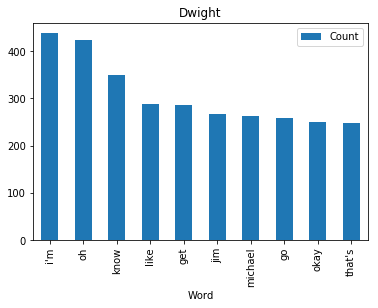 Dwight
Count
400
300
200
100
0
i'm
oh
know
like
get
jim
michael
go
okay
that's
Word